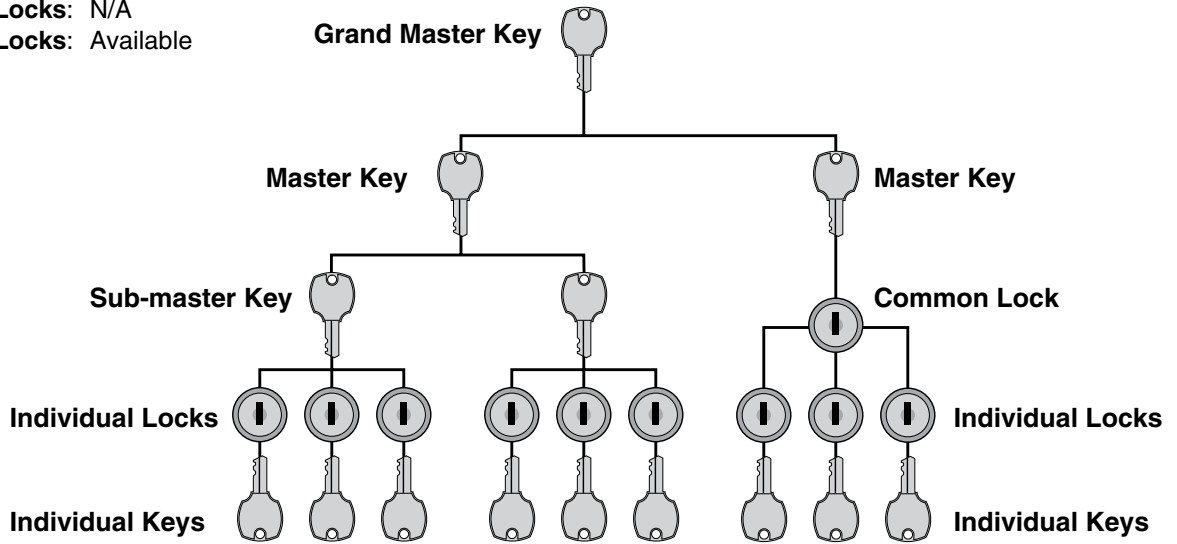 Locks: N/A
Locks: Available
Grand Master Key
Master Key
Master Key
Sub-master Key
Common Lock
Individual Locks
Individual Locks
Individual Keys
Individual Keys